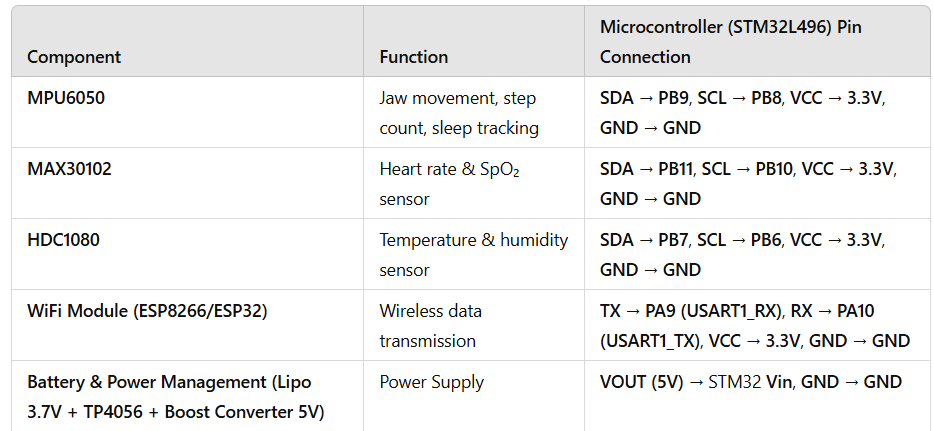 Microcontroller (STM32L496) Pin
Component Function Connection
MPU6050 Jaw movement, step SDA → PB9, SCL → PB8, VCC → 3.3V,
count, sleep tracking GND → GND
MAX30102 Heart rate & SpO₂ SDA → PB11, SCL → PB10, VCC → 3.3V,
sensor GND → GND
HDC1080 Temperature & humidity SDA → PB7, SCL → PB6, VCC → 3.3V,
sensor GND → GND
WiFi Module (ESP8266/ESP32) Wireless data TX → PA9 (USART1_RX), RX → PA10
transmission (USART1_TX), VCC → 3.3V, GND → GND
Battery & Power Management (Lipo Power Supply VOUT (5V) → STM32 Vin, GND → GND
3.7V + TP4056 + Boost Converter 5V)